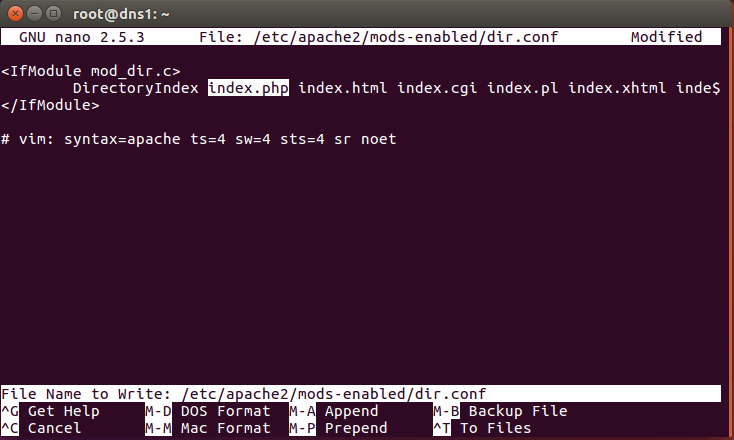 root@dns1: ~
GNU nano 2.5.3 File: /etc/apache2/mods-enabled/dir.conf Modified
<IfModule mod_dir.c>
DirectoryIndex index.php index.html index.cgi index.pl index.xhtml inde$
</IfModule>
# vim: syntax=apache ts=4 sw=4 sts=4 sr noet
File Name to Write: /etc/apache2/mods-enabled/dir.conf
^G Get Help M-D DOS Format M-A Append M-B Backup File
^C Cancel M-M Mac Format M-P Prepend ^T To Files